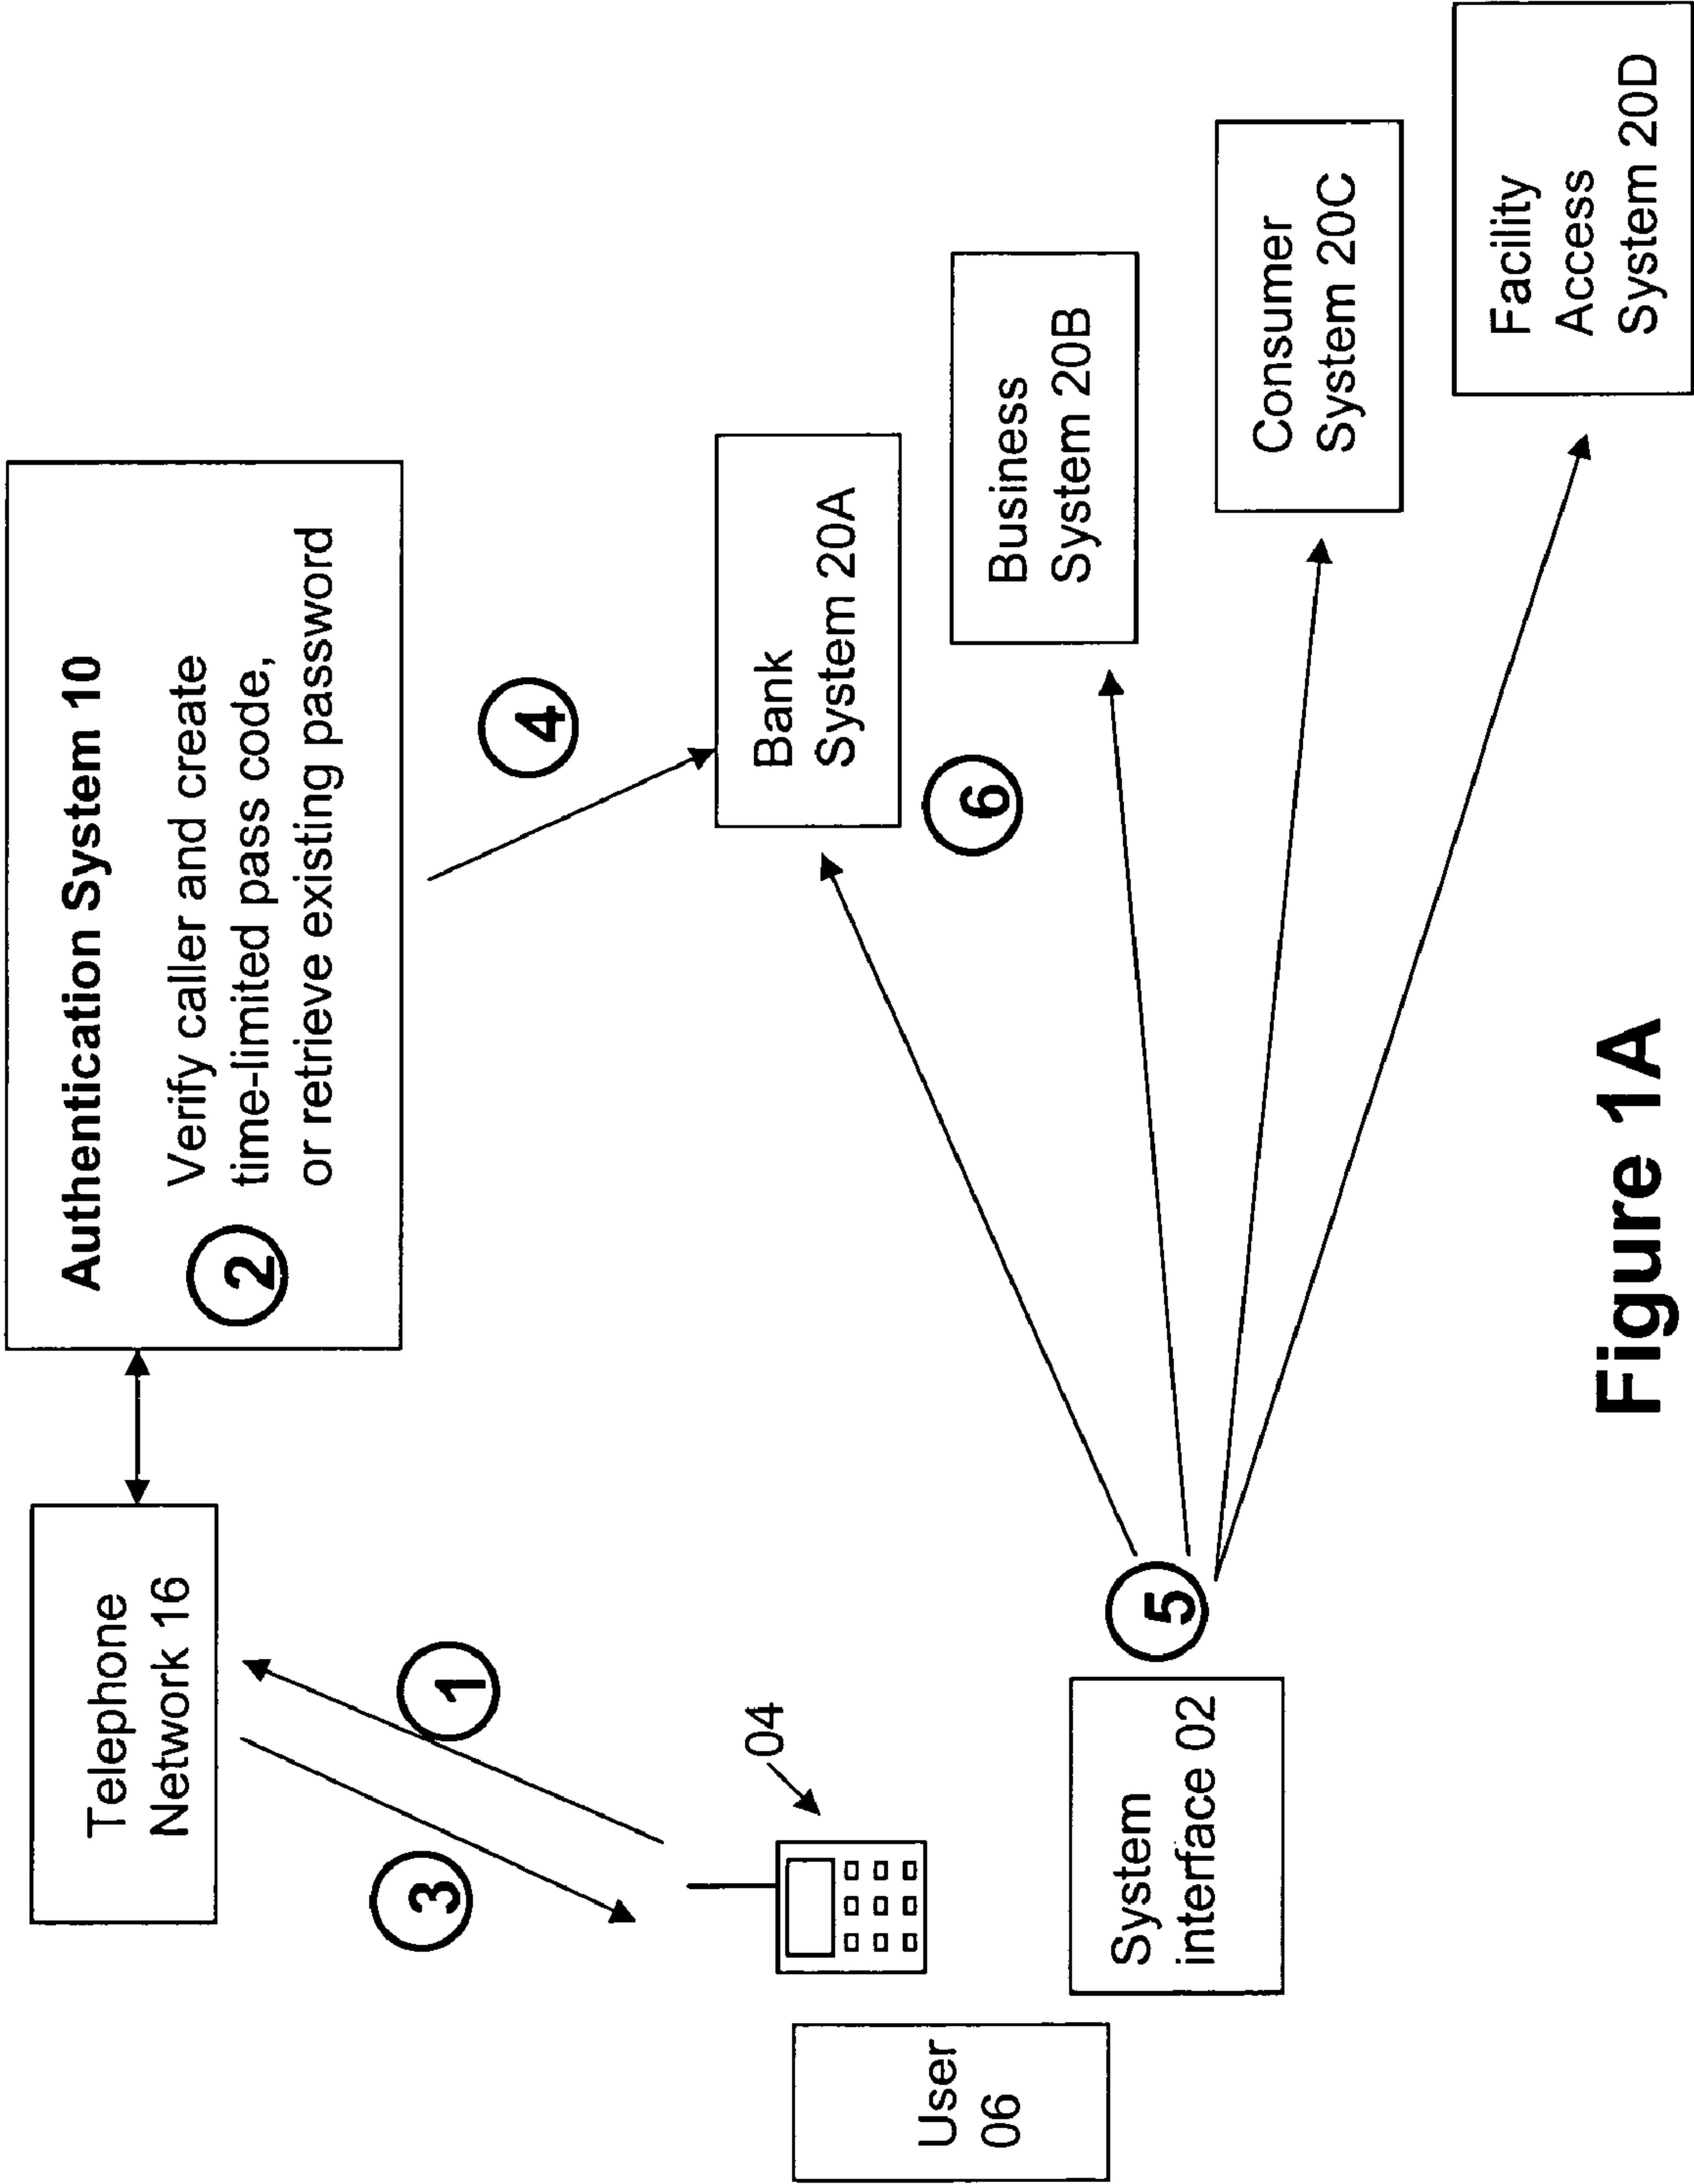 Telephone
Network 16
Authentication System 10
2
Verify caller and create
time-limited pass code,
or retrieve existing password
3
1
4
04
User
06
System
interface 02
5
Bank
System 20A
6
Business
System 20B
Consumer
System 20C
Facility
Access
System 20D
Figure 1A